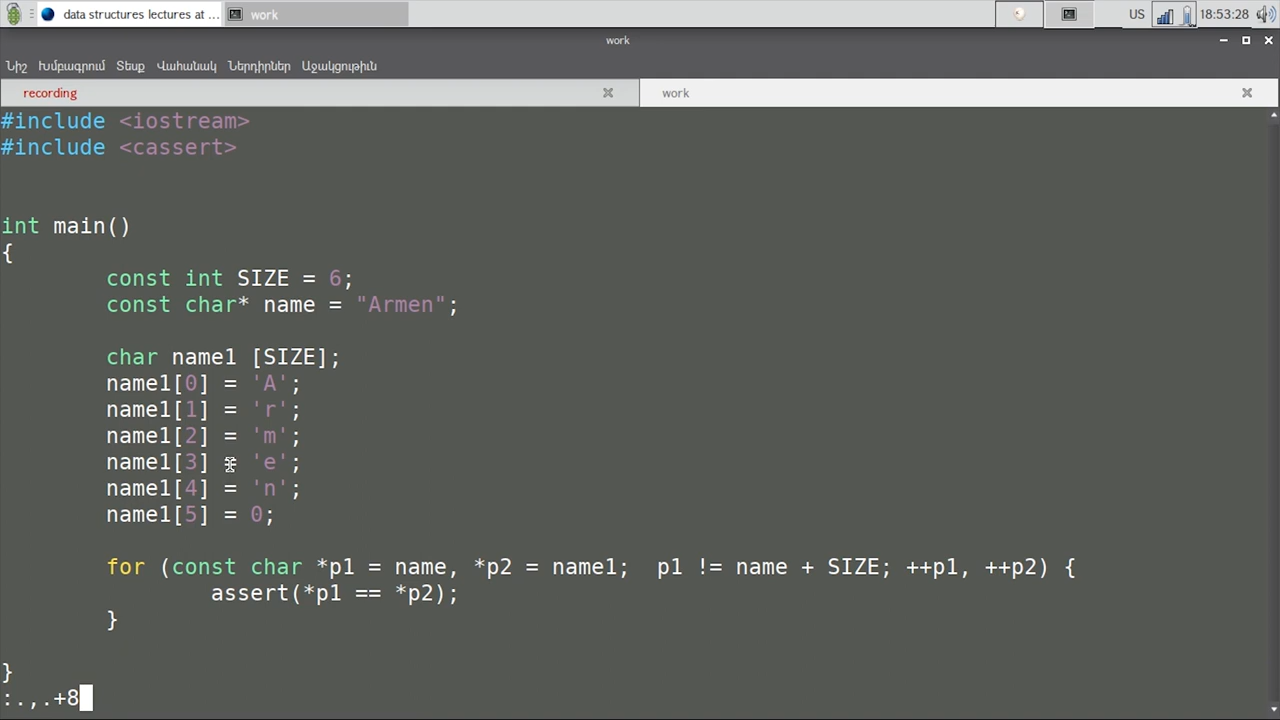 data structures lectures at ...
work
US
18:53:28
work
Նիշ Խմբագրում Տեսք Վահանակ Ներդիրներ Աջակցութիւն
recording
work
#include <iostream>
#include <cassert>
int main()
{
const int SIZE = 6;
const char* name = "Armen";
char name1 [SIZE];
name1[0] = 'A';
name1[1] = 'r';
name1[2] = 'm';
name1[3] = 'e';
name1[4] = 'n';
name1[5] = 0;
for (const char *p1 = name, *p2 = name1;  p1 != name + SIZE; ++p1, ++p2) {
assert(*p1 == *p2);
}
}
:.,.+8